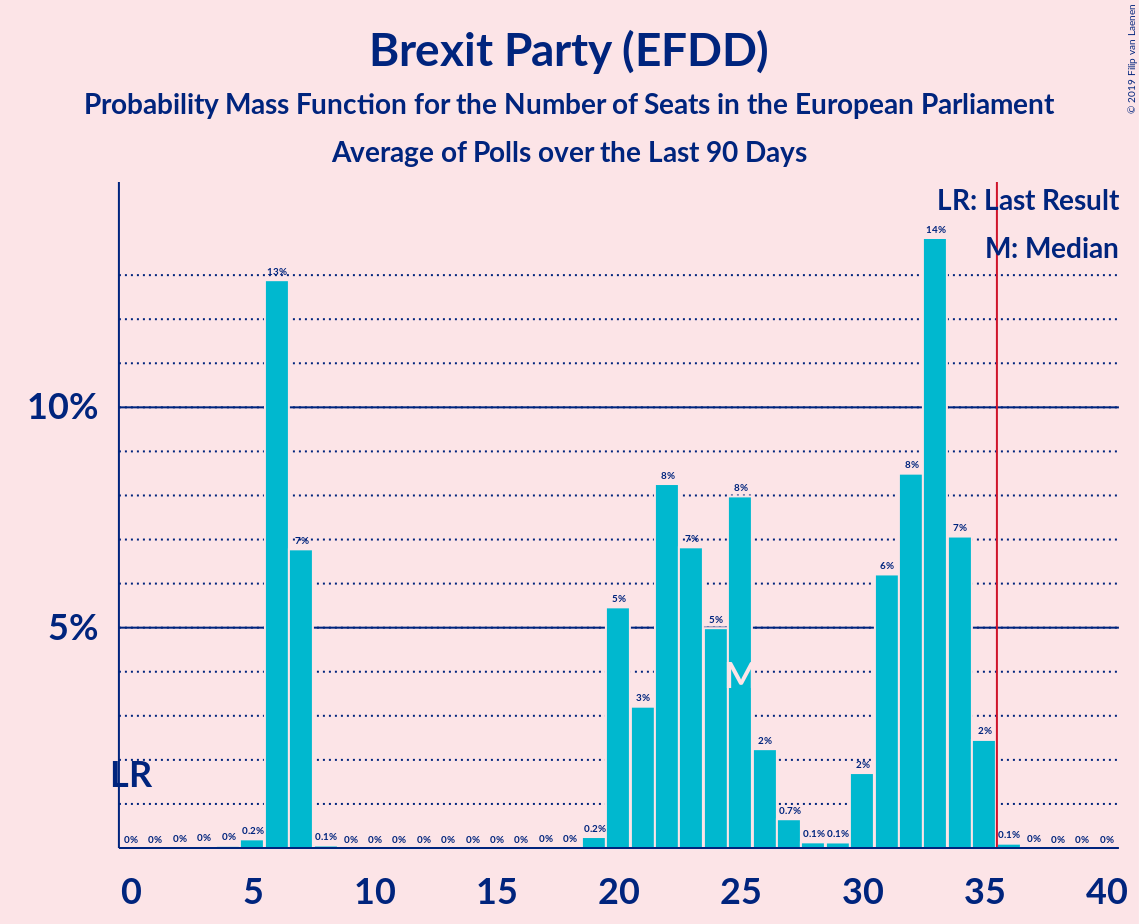 Brexit Party (EFDD)
Probability Mass Function for the Number of Seats in the European Parliament
Average of Polls over the Last 90 Days
© 2019 Filip van Laenen
LR: Last Result
M: Median
10%
5%
LR
M
0% 0% 0% 0% 0% 0.2% 13% 7% 0.1% 0% 0% 0% 0% 0% 0% 0% 0% 0% 0% 0.2% 5% 3% 8% 7% 5% 8% 2% 0.7% 0.1% 0.1% 2% 6% 8% 14% 7% 2% 0.1% 0% 0% 0% 0%
0 5 10 15 20 25 30 35 40